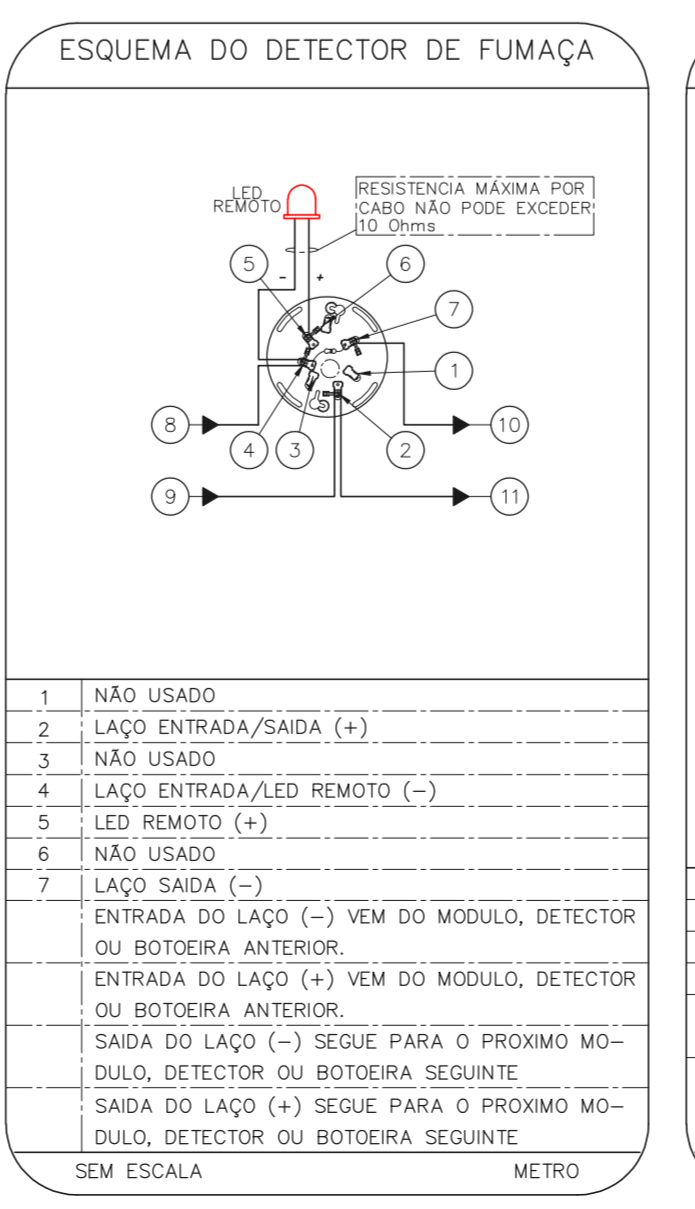 ESQUEMA DO DETECTOR DE FUMAÇA
LED
REMOTO
RESISTENCIA MÁXIMA POR
CABO NÃO PODE EXCEDER
10 Ohms
5
6
- +
7
1
8
4
3
2
10
9
11
1 NÃO USADO
2 LAÇO ENTRADA/SAIDA (+)
3 NÃO USADO
4 LAÇO ENTRADA/LED REMOTO (-)
5 LED REMOTO (+)
6 NÃO USADO
7 LAÇO SAIDA (-)
ENTRADA DO LAÇO (-) VEM DO MODULO, DETECTOR
OU BOTOEIRA ANTERIOR.
ENTRADA DO LAÇO (+) VEM DO MODULO, DETECTOR
OU BOTOEIRA ANTERIOR.
SAIDA DO LAÇO (-) SEGUE PARA O PROXIMO MO-
DULO, DETECTOR OU BOTOEIRA SEGUINTE
SAIDA DO LAÇO (+) SEGUE PARA O PROXIMO MO-
DULO, DETECTOR OU BOTOEIRA SEGUINTE
SEM ESCALA METRO